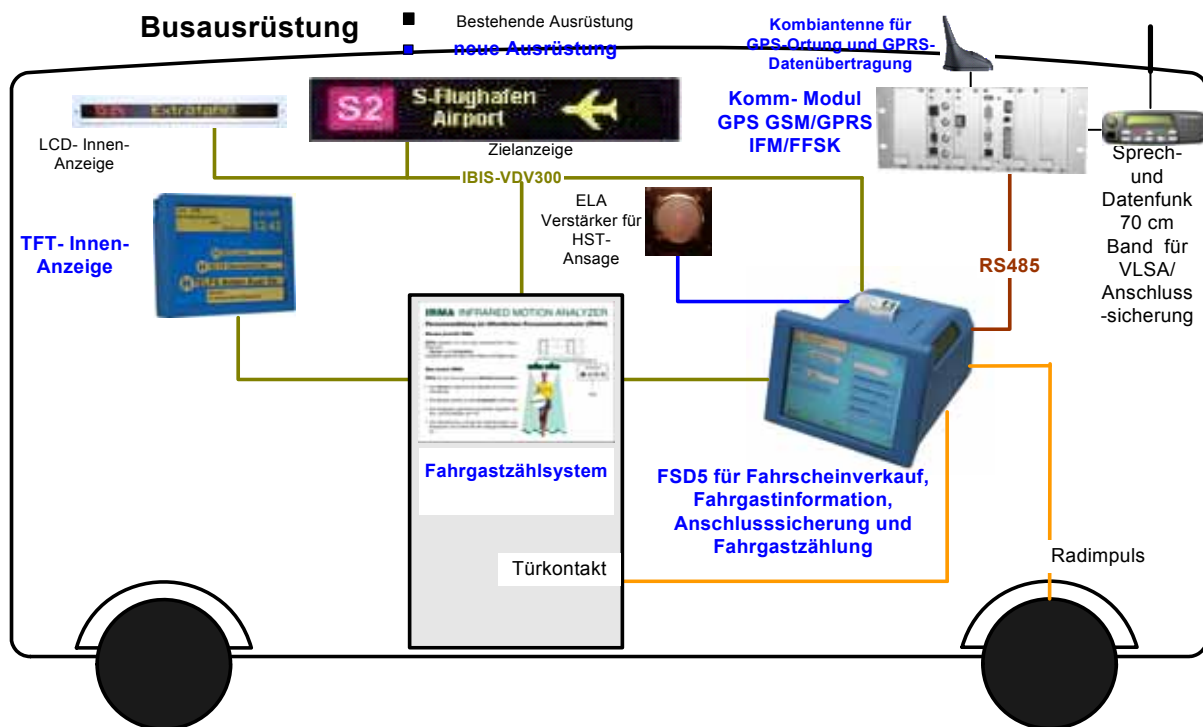 Busausrüstung
Bestehende Ausrüstung
neue Ausrüstung
Kombiantenne für
GPS-Ortung und GPRS-
Datenübertragung
Extrafahrt
LCD- Innen-
Anzeige
S2
S-Flughafen
Airport
Zielanzeige
Komm- Modul
GPS GSM/GPRS
IFM/FFSK
Sprech-
und
Datenfunk
70 cm
Band für
VLSA/
Anschluss
-sicherung
IBIS-VDV300
ELA
Verstärker für
HST-
Ansage
TFT- Innen-
Anzeige
RS485
IRMA INFRARED MOTION ANALYZER
Fahrgastzählsystem
FSD5 für Fahrscheinverkauf,
Fahrgastinformation,
Anschlusssicherung und
Fahrgastzählung
Türkontakt
Radimpuls